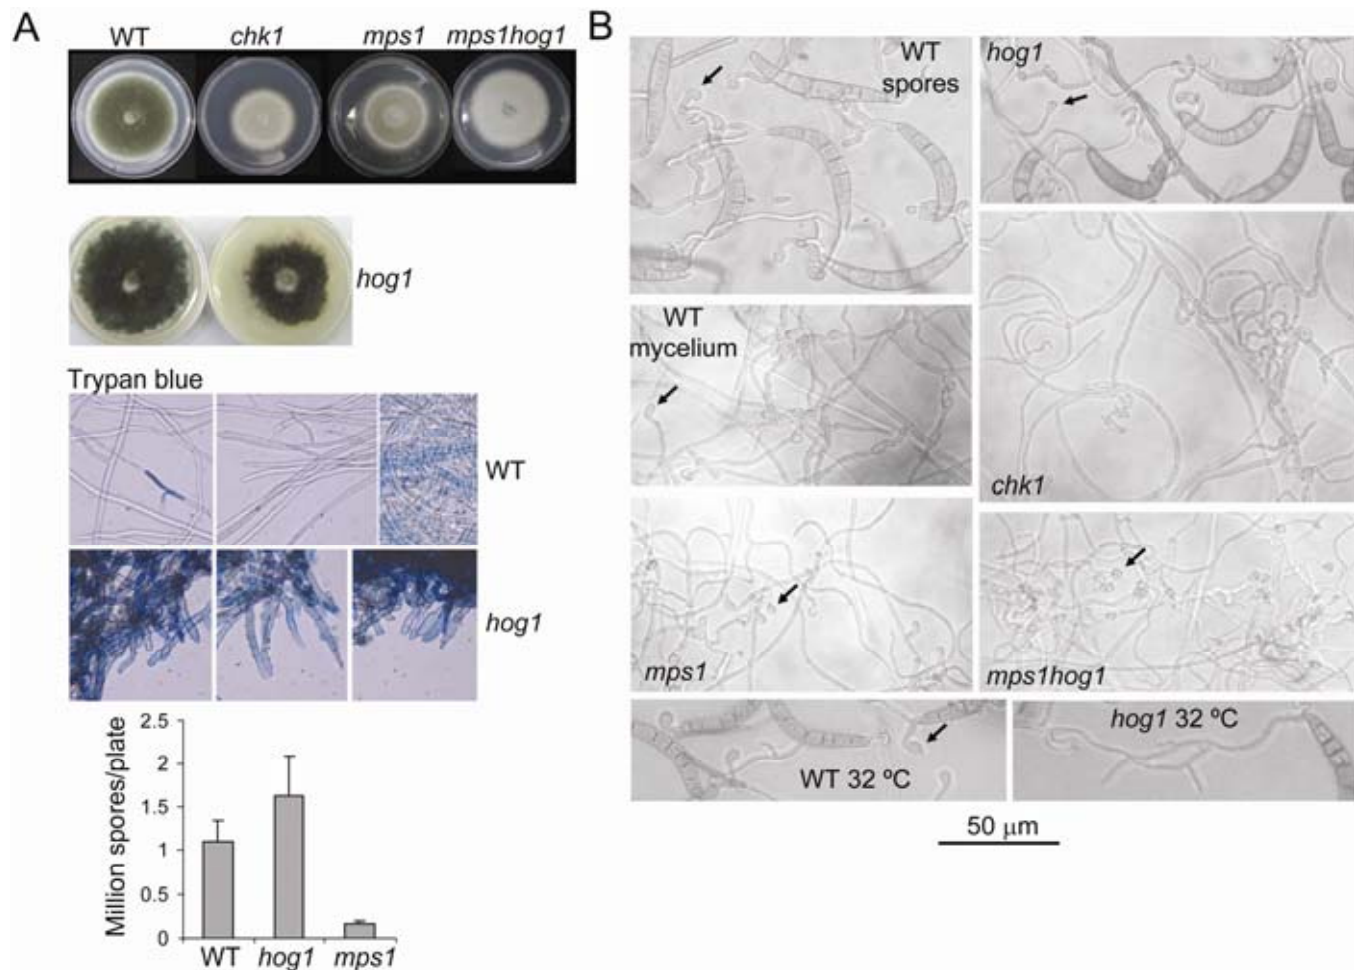 A
WT chk1 mps1 mps1hog1
hog1
Trypan blue
WT
hog1
2.5
2
1.5
1
0.5
0
Million spores/plate
WT hog1 mps1
B
WT
spores
hog1
WT
mycelium
chk1
mps1
mps1hog1
WT 32 ºC
hog1 32 ºC
50 μm